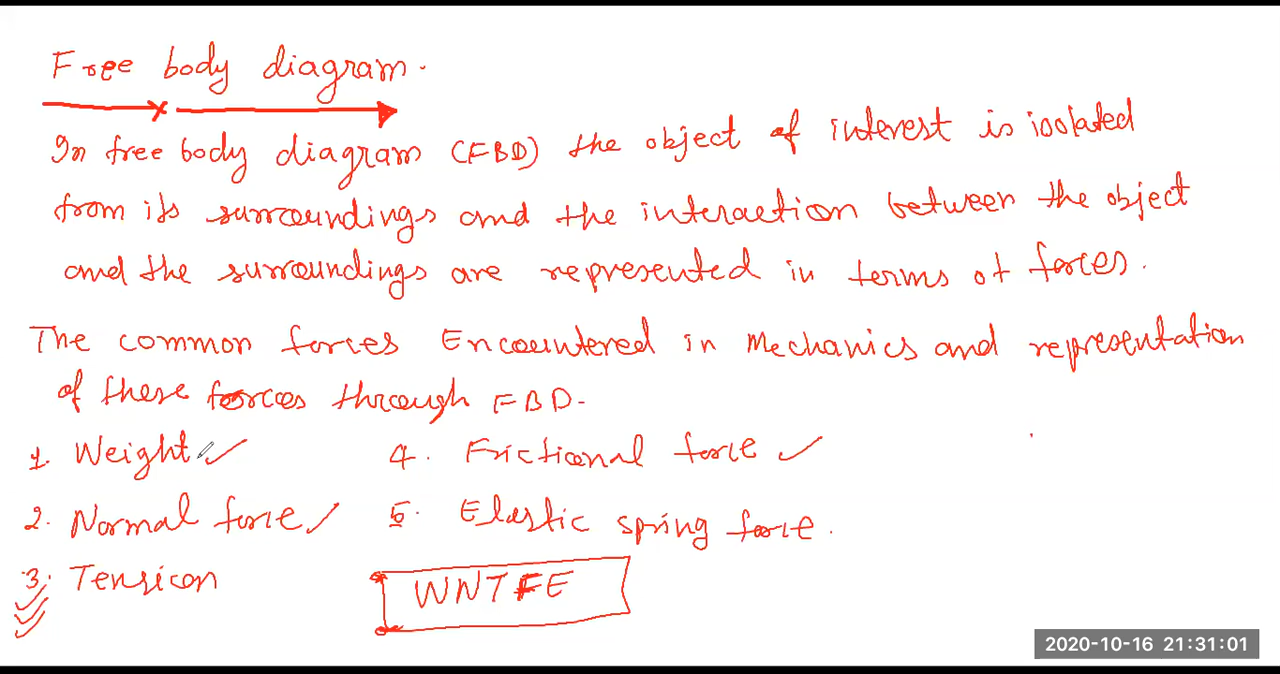 Free body diagram.
In free body diagram (FBD) the object of interest is isolated
from its surroundings and the interaction between the object
and the surroundings are represented in terms of forces.
The common forces Encountered in Mechanics and representation
of these forces through FBD.
1. Weight ✓ 4. Frictional force ✓
2. Normal force ✓ 5. Elastic spring force.
3. Tension WNTFE
2020-10-16 21:31:01